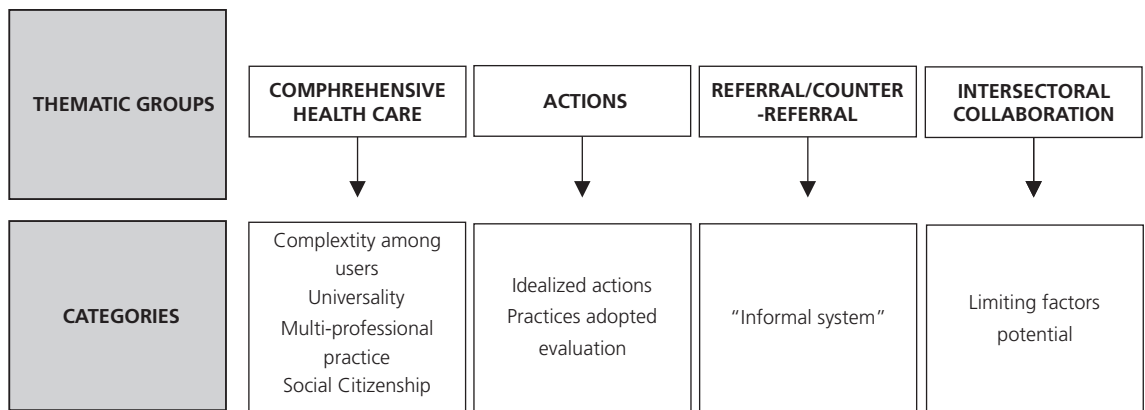 THEMATIC GROUPS
COMPHREHENSIVE
HEALTH CARE
ACTIONS
REFERRAL/COUNTER
-REFERRAL
INTERSECTORAL
COLLABORATION
CATEGORIES
Complextity among
users
Universality
Multi-professional
practice
Social Citizenship
Idealized actions
Practices adopted
evaluation
“Informal system”
Limiting factors
potential